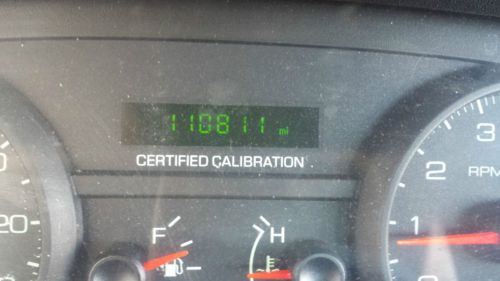 110811 mi
CERTIFIED CALIBRATION
3
2
RPM
20
1
F
H